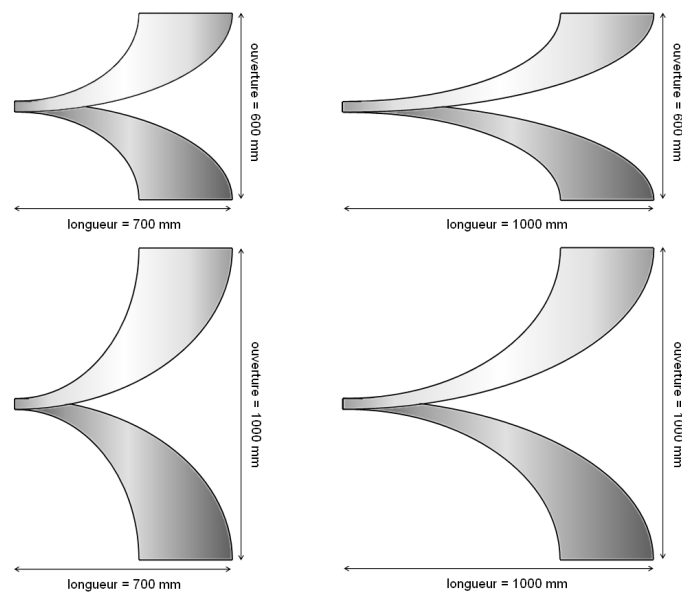 ouverture = 600 mm
longueur = 700 mm
ouverture = 600 mm
longueur = 1000 mm
ouverture = 1000 mm
longueur = 700 mm
ouverture = 1000 mm
longueur = 1000 mm